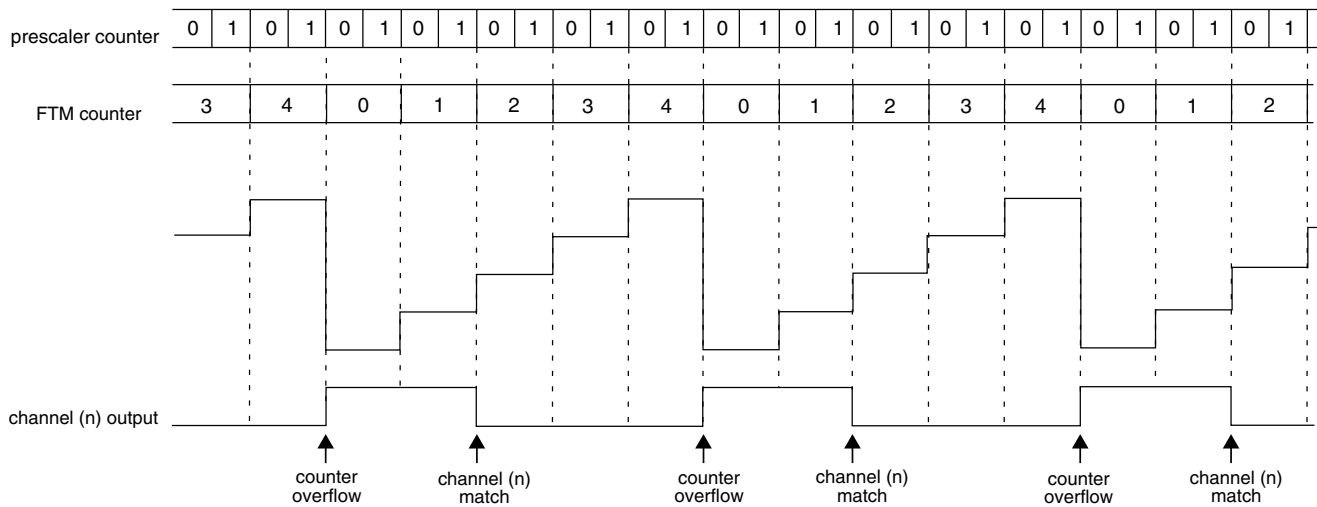 prescaler counter 0 1 0 1 0 1 0 1 0 1 0 1 0 1 0 1 0 1 0 1 0 1 0 1 0 1 0 1 0 1
FTM counter 3 4 0 1 2 3 4 0 1 2 3 4 0 1 2
channel (n) output
counter overflow
channel (n) match
counter overflow
channel (n) match
counter overflow
channel (n) match